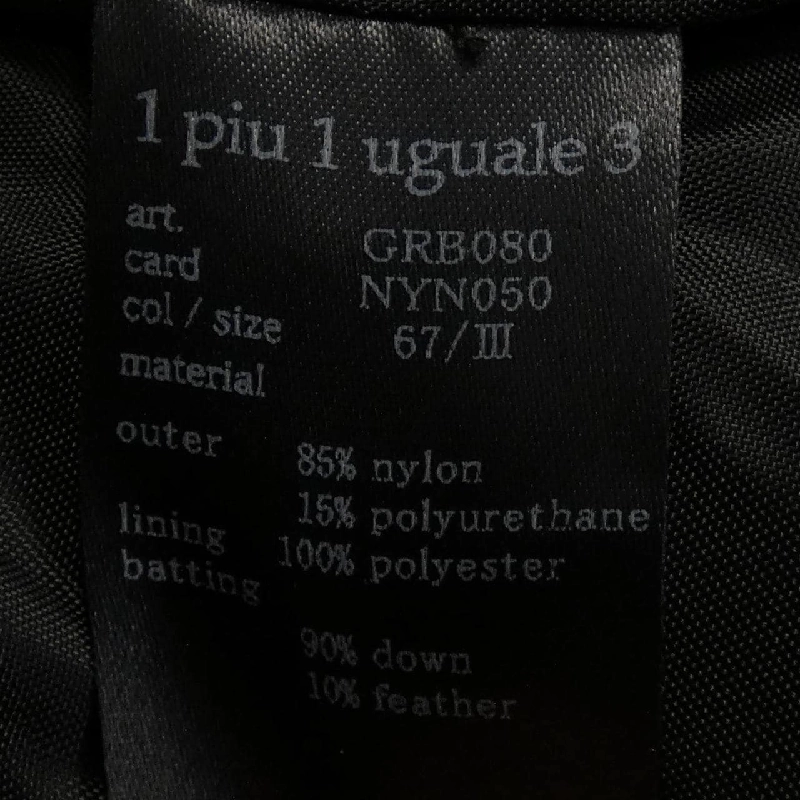 1 piu 1 uguale 3
art. GRB080
card NYN050
col / size 67/Ⅲ
material
outer 85% nylon
15% polyurethane
lining 100% polyester
batting
90% down
10% feather